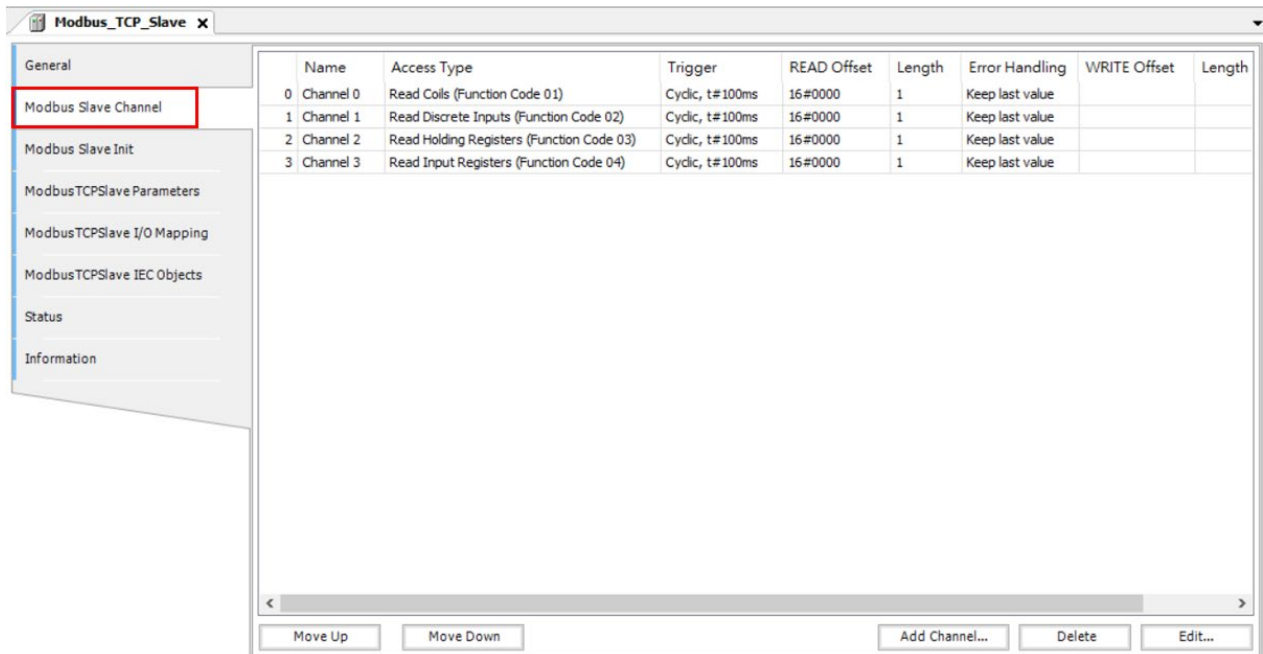 Modbus_TCP_Slave x
General
Modbus Slave Channel
Modbus Slave Init
ModbusTCPSlave Parameters
ModbusTCPSlave I/O Mapping
ModbusTCPSlave IEC Objects
Status
Information
Name Access Type Trigger READ Offset Length Error Handling WRITE Offset Length
0 Channel 0 Read Coils (Function Code 01) Cyclic, t#100ms 16#0000 1 Keep last value
1 Channel 1 Read Discrete Inputs (Function Code 02) Cyclic, t#100ms 16#0000 1 Keep last value
2 Channel 2 Read Holding Registers (Function Code 03) Cyclic, t#100ms 16#0000 1 Keep last value
3 Channel 3 Read Input Registers (Function Code 04) Cyclic, t#100ms 16#0000 1 Keep last value
Move Up Move Down Add Channel... Delete Edit...